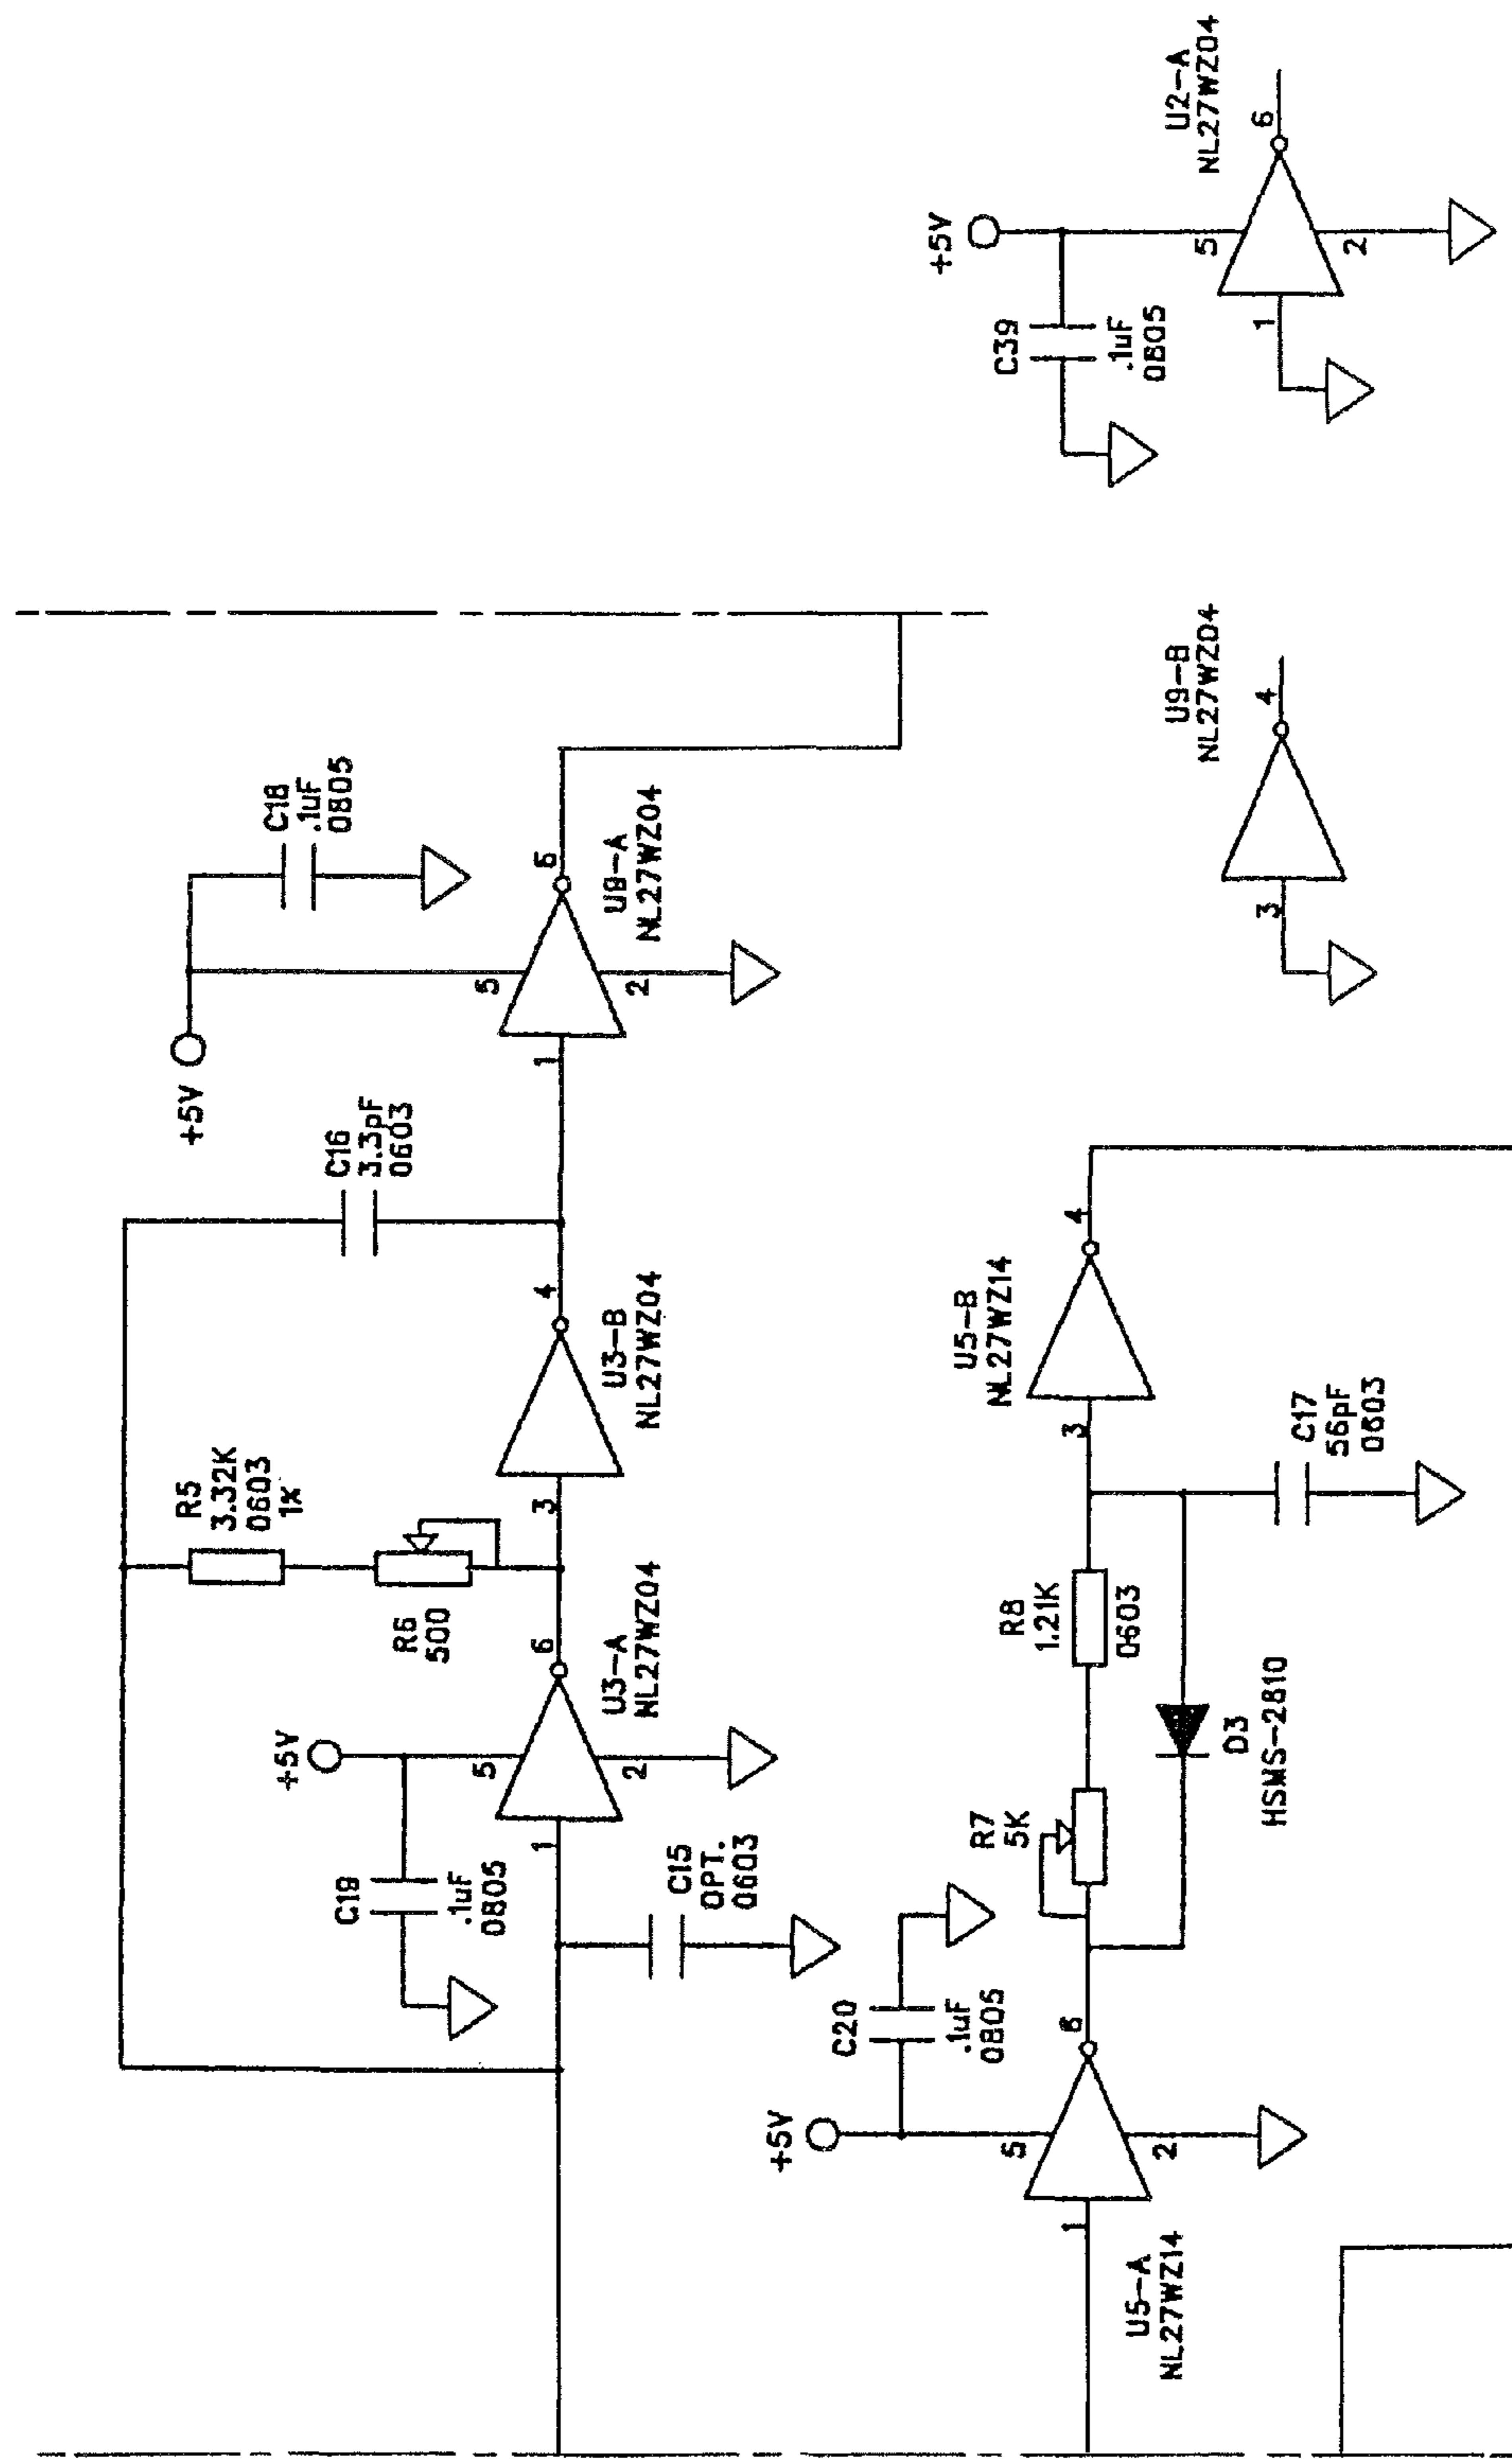 +5V
C18
.1uF
0805
C16
3.3pF
0603
5
1
6
2
U9-A
NL27WZ04
R5
3.32K
0603
1%
R6
500
+5V
C19
.1uF
0805
5
1
6
2
U3-A
NL27WZ04
3
4
U3-B
NL27WZ04
C15
OPT.
0603
+5V
C20
.1uF
0805
5
1
6
2
U5-A
NL27WZ14
R7
5K
R8
1.21K
0603
D3
HSMS-2810
C17
56pF
0603
3
4
U5-B
NL27WZ14
U9-B
NL27WZ04
3
4
+5V
C39
.1uF
0805
5
1
6
2
U2-A
NL27WZ04